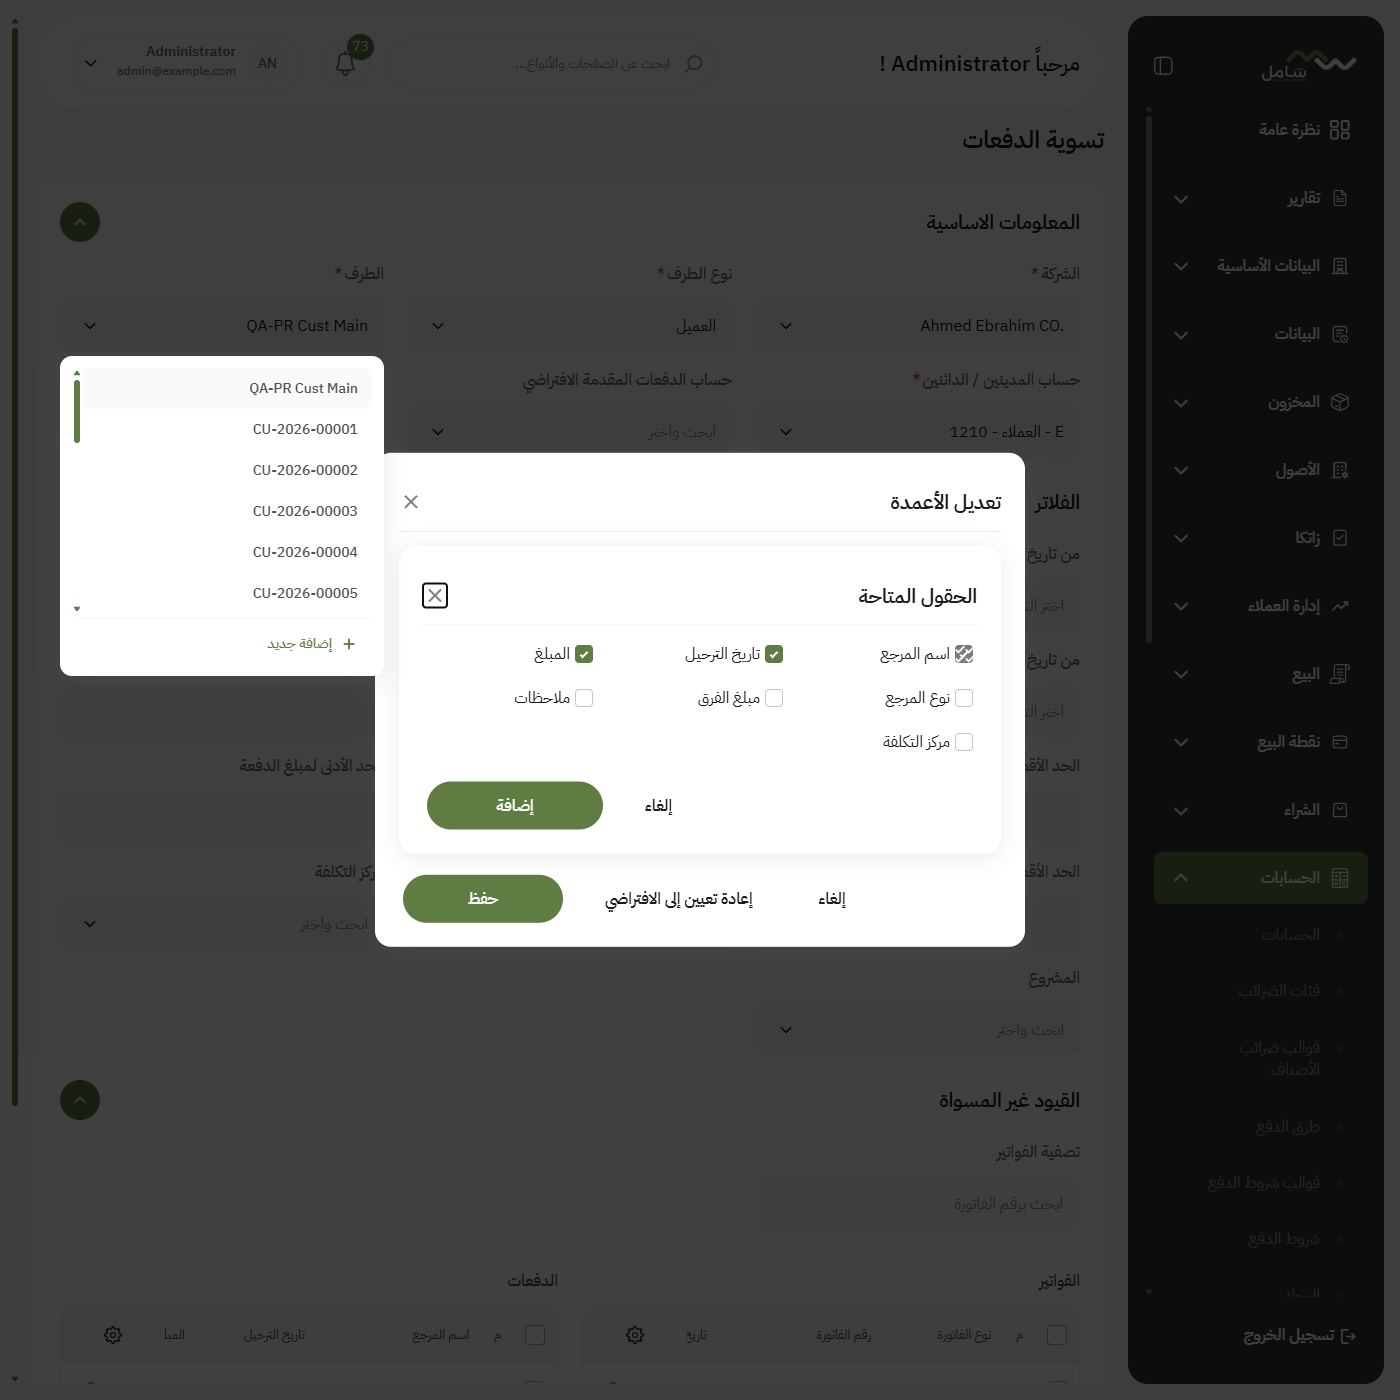 شامل
نظرة عامة
تقارير
البيانات الأساسية
البيانات
المخزون
الأصول
زاتكا
إدارة العملاء
البيع
نقطة البيع
الشراء
الحسابات
الحسابات
فئات الضرائب
قوالب ضرائب
الأصناف
طرق الدفع
قوالب شروط الدفع
شروط الدفع
البنوك
تسجيل الخروج
مرحباً Administrator !
ابحث عن الصفحات والأنواع...
73
AN
Administrator
admin@example.com
تسوية الدفعات
المعلومات الاساسية
الشركة *
نوع الطرف *
الطرف *
Ahmed Ebrahim CO.
العميل
QA-PR Cust Main
حساب المدينين / الدائنين *
حساب الدفعات المقدمة الافتراضي
1210 - العملاء - E
ابحث واختر
QA-PR Cust Main
CU-2026-00001
CU-2026-00002
CU-2026-00003
CU-2026-00004
CU-2026-00005
إضافة جديد
الفلاتر
من تاريخ
اختر
من تاريخ
اختر
الحد
الحد الأدنى لمبلغ الدفعة
الحد
مركز التكلفة
ابحث واختر
المشروع
ابحث واختر
تعديل الأعمدة
الحقول المتاحة
اسم المرجع
تاريخ الترحيل
المبلغ
نوع المرجع
مبلغ الفرق
ملاحظات
مركز التكلفة
إلغاء
إضافة
إلغاء
إعادة تعيين إلى الافتراضي
حفظ
القيود غير المسواة
تصفية الفواتير
ابحث برقم الفاتورة
الفواتير
الدفعات
م
نوع الفاتورة
رقم الفاتورة
تاريخ
م
اسم المرجع
تاريخ الترحيل
المبا